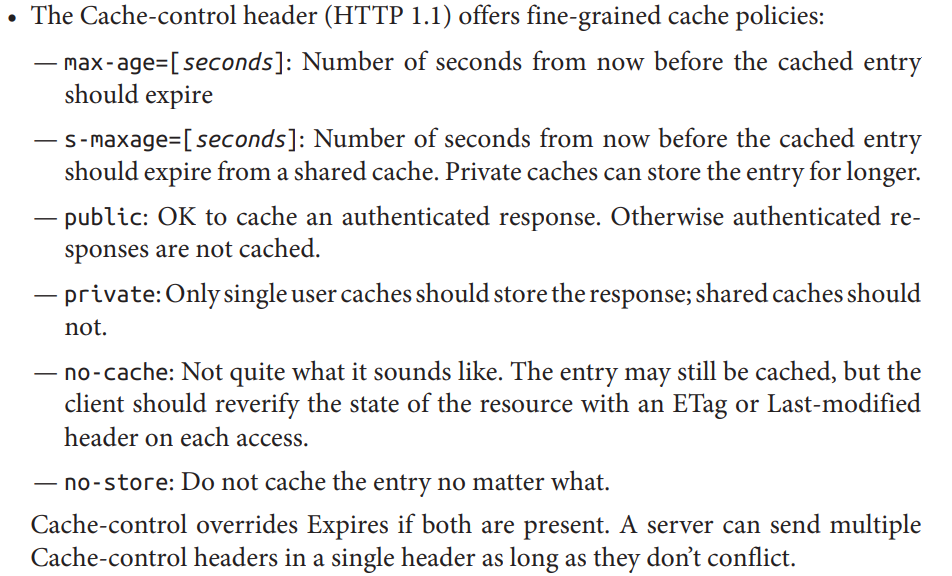 • The Cache-control header (HTTP 1.1) offers fine-grained cache policies:
— max-age=[seconds]: Number of seconds from now before the cached entry
should expire
— s-maxage=[seconds]: Number of seconds from now before the cached entry
should expire from a shared cache. Private caches can store the entry for longer.
— public: OK to cache an authenticated response. Otherwise authenticated re-
sponses are not cached.
— private: Only single user caches should store the response; shared caches should
not.
— no-cache: Not quite what it sounds like. The entry may still be cached, but the
client should reverify the state of the resource with an ETag or Last-modified
header on each access.
— no-store: Do not cache the entry no matter what.
Cache-control overrides Expires if both are present. A server can send multiple
Cache-control headers in a single header as long as they don’t conflict.